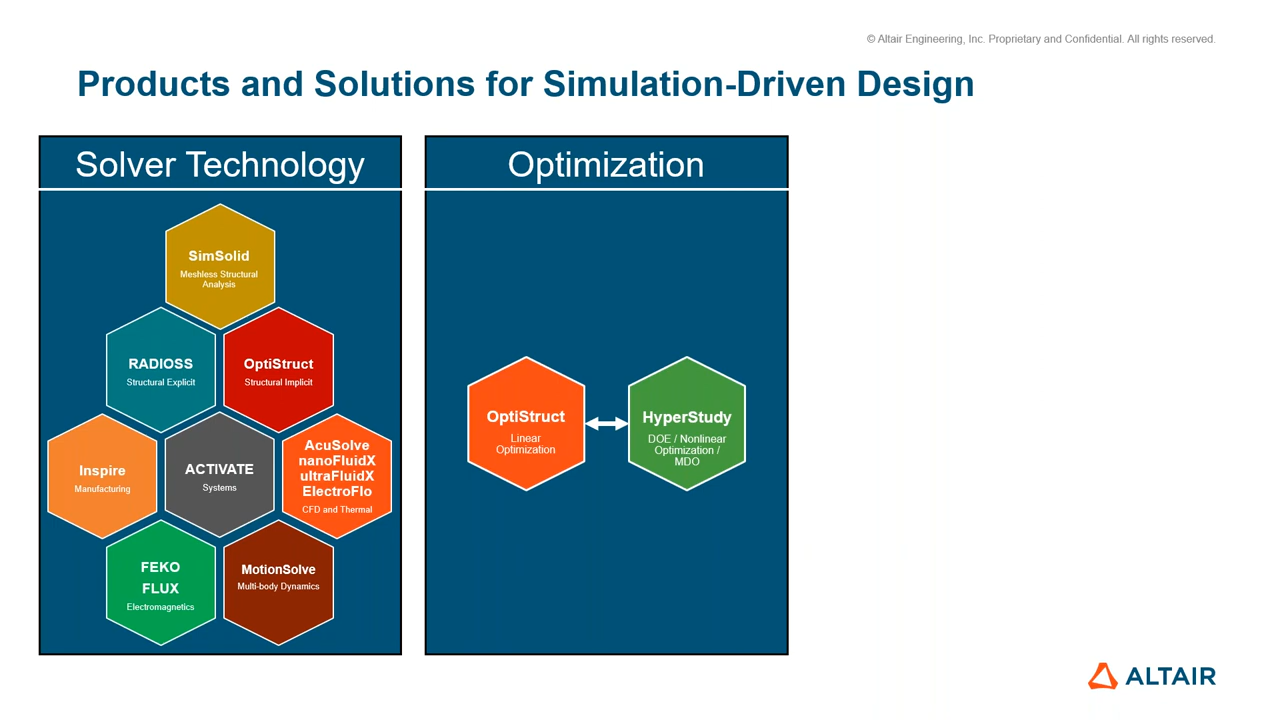 © Altair Engineering, Inc. Proprietary and Confidential. All rights reserved.
Products and Solutions for Simulation-Driven Design
Solver Technology
SimSolid
Meshless Structural
Analysis
RADIOSS
Structural Explicit
OptiStruct
Structural Implicit
Inspire
Manufacturing
ACTIVATE
Systems
AcuSolve
nanoFluidX
ultraFluidX
ElectroFlo
CFD and Thermal
FEKO
FLUX
Electromagnetics
MotionSolve
Multi-body Dynamics
Optimization
OptiStruct
Linear
Optimization
HyperStudy
DOE / Nonlinear
Optimization /
MDO
ALTAIR